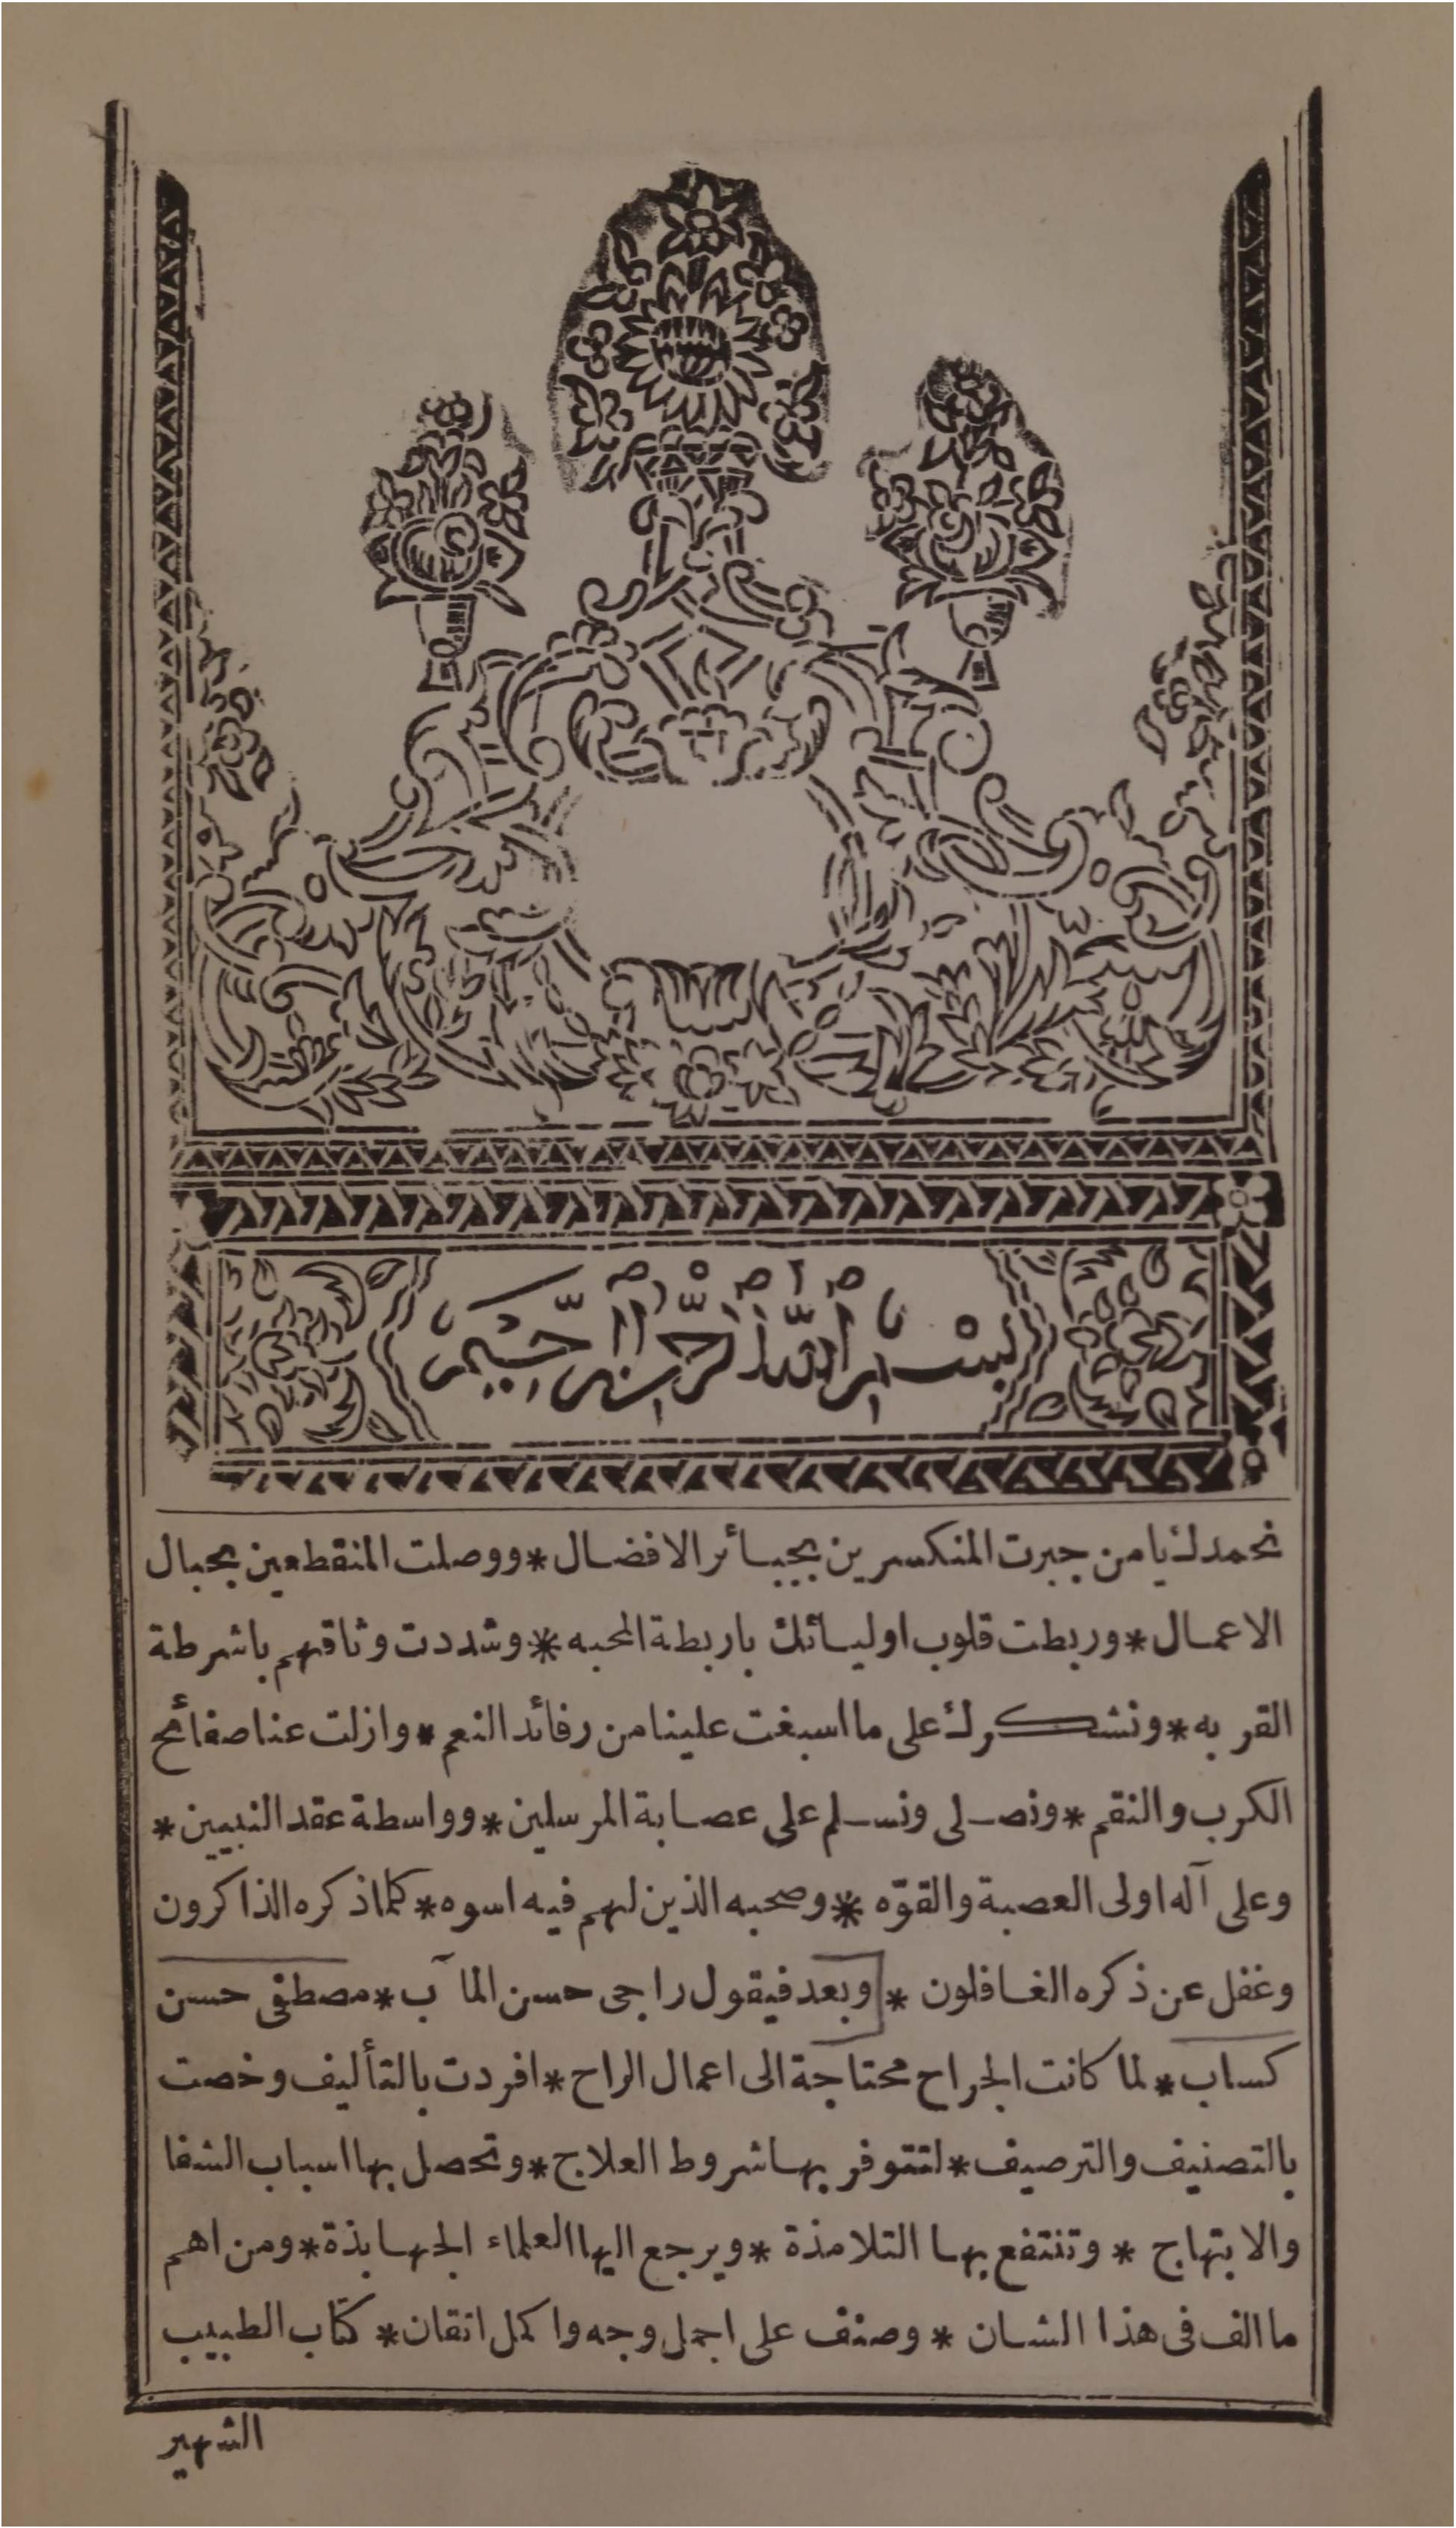 بِسْمِ اللّٰهِ الرَّحْمٰنِ الرَّحِيْمِ
نحمدك يا من جبرت المنكسرين بجبائر الافضال * ووصلت المنقطعين بحبال
الاعمال * وربطت قلوب اوليائك باربطة المحبه * وشددت وثاقهم باشرطة
القربه * ونشكرك على ما اسبغت علينا من رفائد النعم * وازلت عنا صفائح
الكرب والنقم * ونصلى ونسلم على عصابة المرسلين * وواسطة عقد النبيين *
وعلى آله اولى العصبة والقوّه * وصحبه الذين لهم فيه اسوه * كلما ذكره الذاكرون
وغفل عن ذكره الغافلون * وبعد فيقول راجى حسن المآب * مصطفى حسن
كساب * لما كانت الجراح محتاجة الى اعمال الراح * افردت بالتأليف وخصت
بالتصنيف والترصيف * لتتوفر بها شروط العلاج * وتحصل بها اسباب الشفا
والابتهاج * وتنتفع بها التلامذة * ويرجع اليها العلماء الجهابذة * ومن اهم
ما الف فى هذا الشان * وصنف على اجمل وجه واكمل اتقان * كتاب الطبيب
الشهير